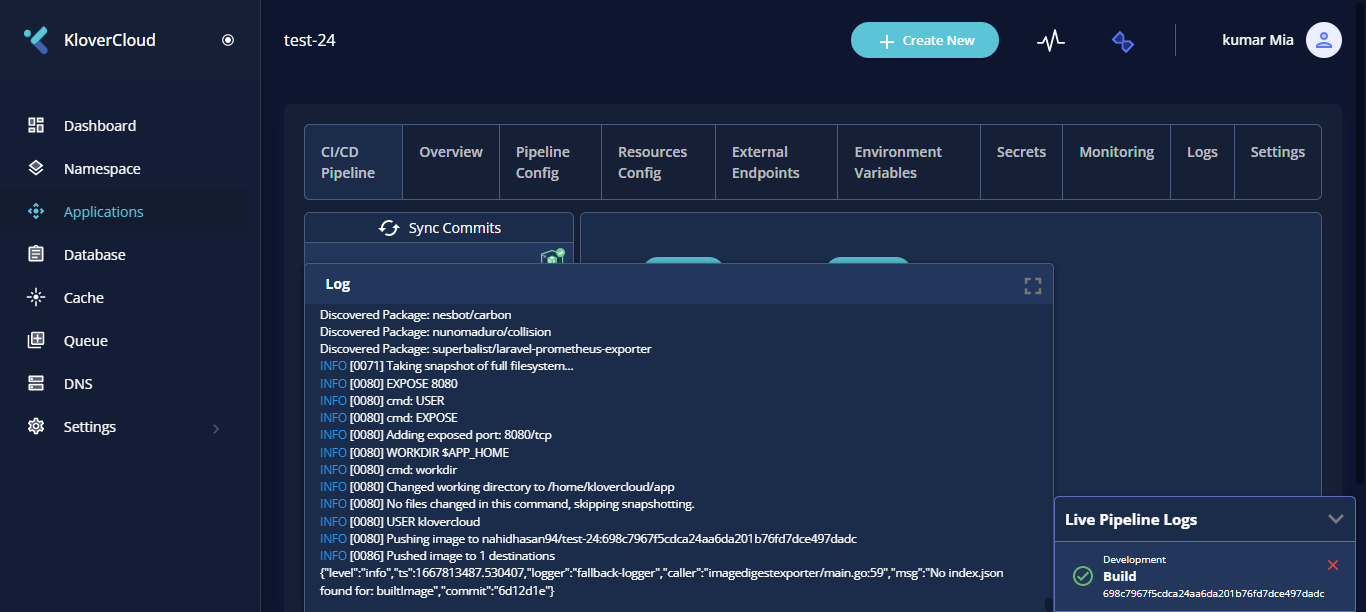 KloverCloud
test-24
Create New
kumar Mia
Dashboard
Namespace
Applications
Database
Cache
Queue
DNS
Settings
CI/CD
Pipeline
Overview
Pipeline
Config
Resources
Config
External
Endpoints
Environment
Variables
Secrets
Monitoring
Logs
Settings
Sync Commits
Log
Discovered Package: nesbot/carbon
Discovered Package: nunomaduro/collision
Discovered Package: superbalist/laravel-prometheus-exporter
INFO [0071] Taking snapshot of full filesystem...
INFO [0080] EXPOSE 8080
INFO [0080] cmd: USER
INFO [0080] cmd: EXPOSE
INFO [0080] Adding exposed port: 8080/tcp
INFO [0080] WORKDIR $APP_HOME
INFO [0080] cmd: workdir
INFO [0080] Changed working directory to /home/klovercloud/app
INFO [0080] No files changed in this command, skipping snapshotting.
INFO [0080] USER klovercloud
INFO [0080] Pushing image to nahidhasan94/test-24:698c7967f5cdca24aa6da201b76fd7dce497dadc
INFO [0086] Pushed image to 1 destinations
{"level":"info","ts":1667813487.530407,"logger":"fallback-logger","caller":"imagedigestexporter/main.go:59","msg":"No index.json
found for: builtImage","commit":"6d12d1e"}
Live Pipeline Logs
Development
Build
698c7967f5cdca24aa6da201b76fd7dce497dadc